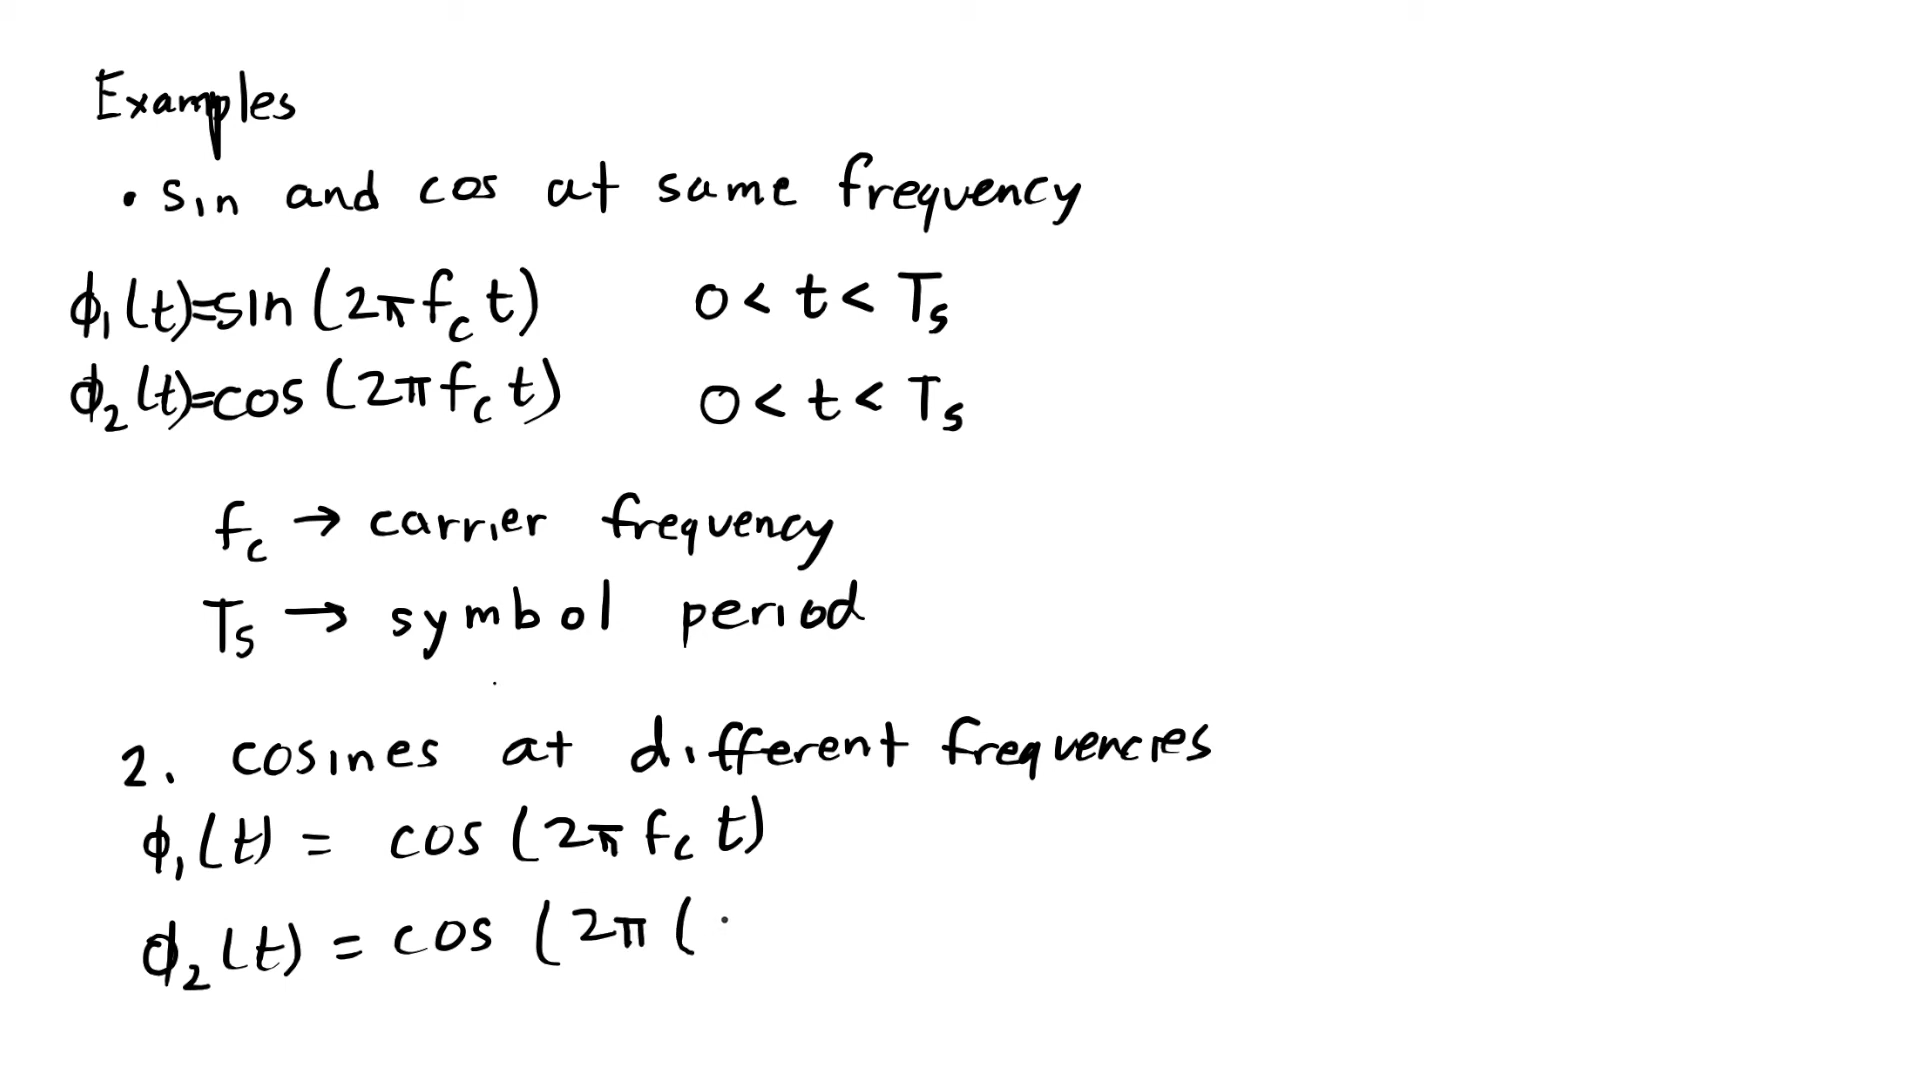 Examples
• sin and cos at same frequency
ϕ₁(t)=sin(2πf_c t) 0 < t < T_s
ϕ₂(t)=cos(2πf_c t) 0 < t < T_s
f_c → carrier frequency
T_s → symbol period
2. cosines at different frequencies
ϕ₁(t) = cos(2πf_c t)
ϕ₂(t) = cos(2π(